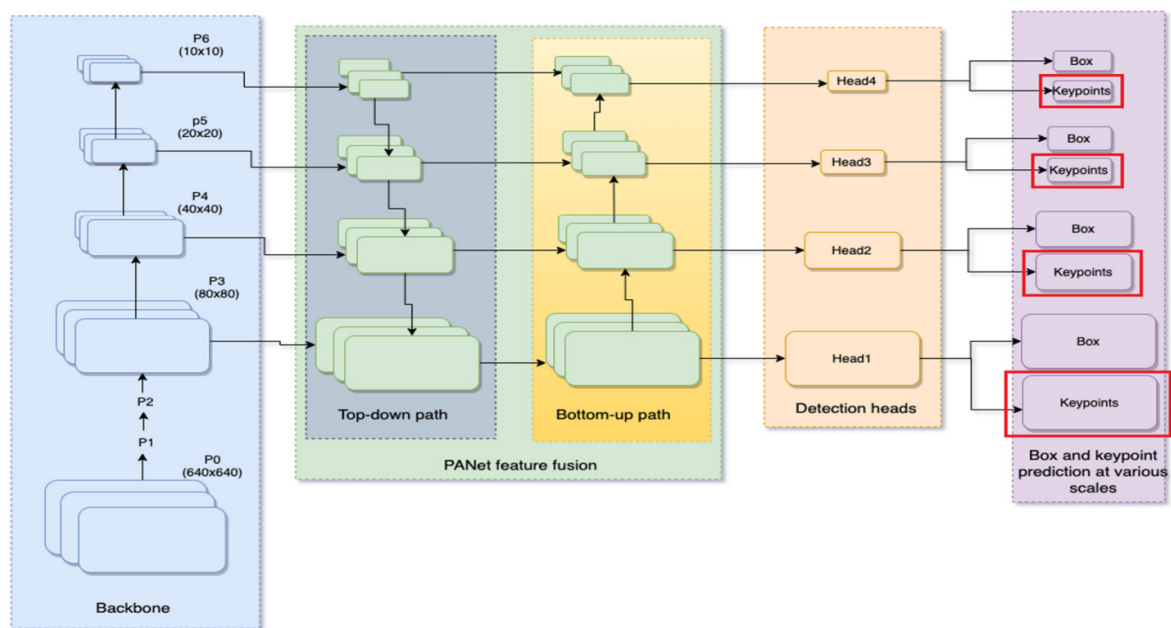 P6
(10x10)
p5
(20x20)
P4
(40x40)
P3
(80x80)
P2
P1
P0
(640x640)
Backbone
Top-down path
Bottom-up path
PANet feature fusion
Head4
Head3
Head2
Head1
Detection heads
Box
Keypoints
Box
Keypoints
Box
Keypoints
Box
Keypoints
Box and keypoint
prediction at various
scales